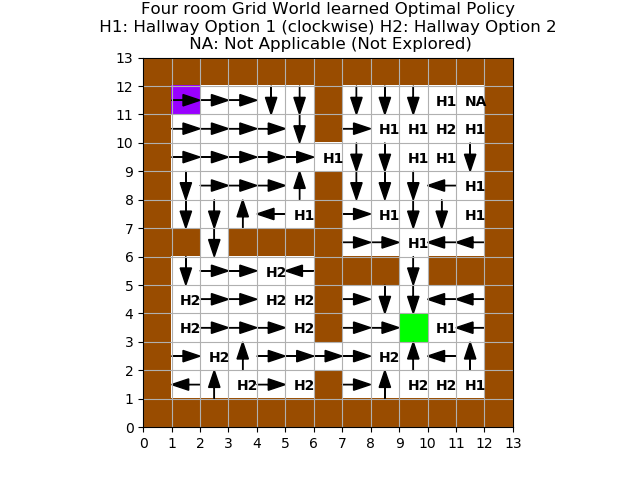 Four room Grid World learned Optimal Policy
H1: Hallway Option 1 (clockwise) H2: Hallway Option 2
NA: Not Applicable (Not Explored)
13
12
H1 NA
11
H1 H1 H2 H1
10
H1 H1 H1
9
H1
8
H1 H1 H1
7
H1
6
H2
5
H2 H2 H2
4
H2 H2 H1
3
H2 H2
2
H2 H2 H2 H2 H1
1
0
0 1 2 3 4 5 6 7 8 9 10 11 12 13